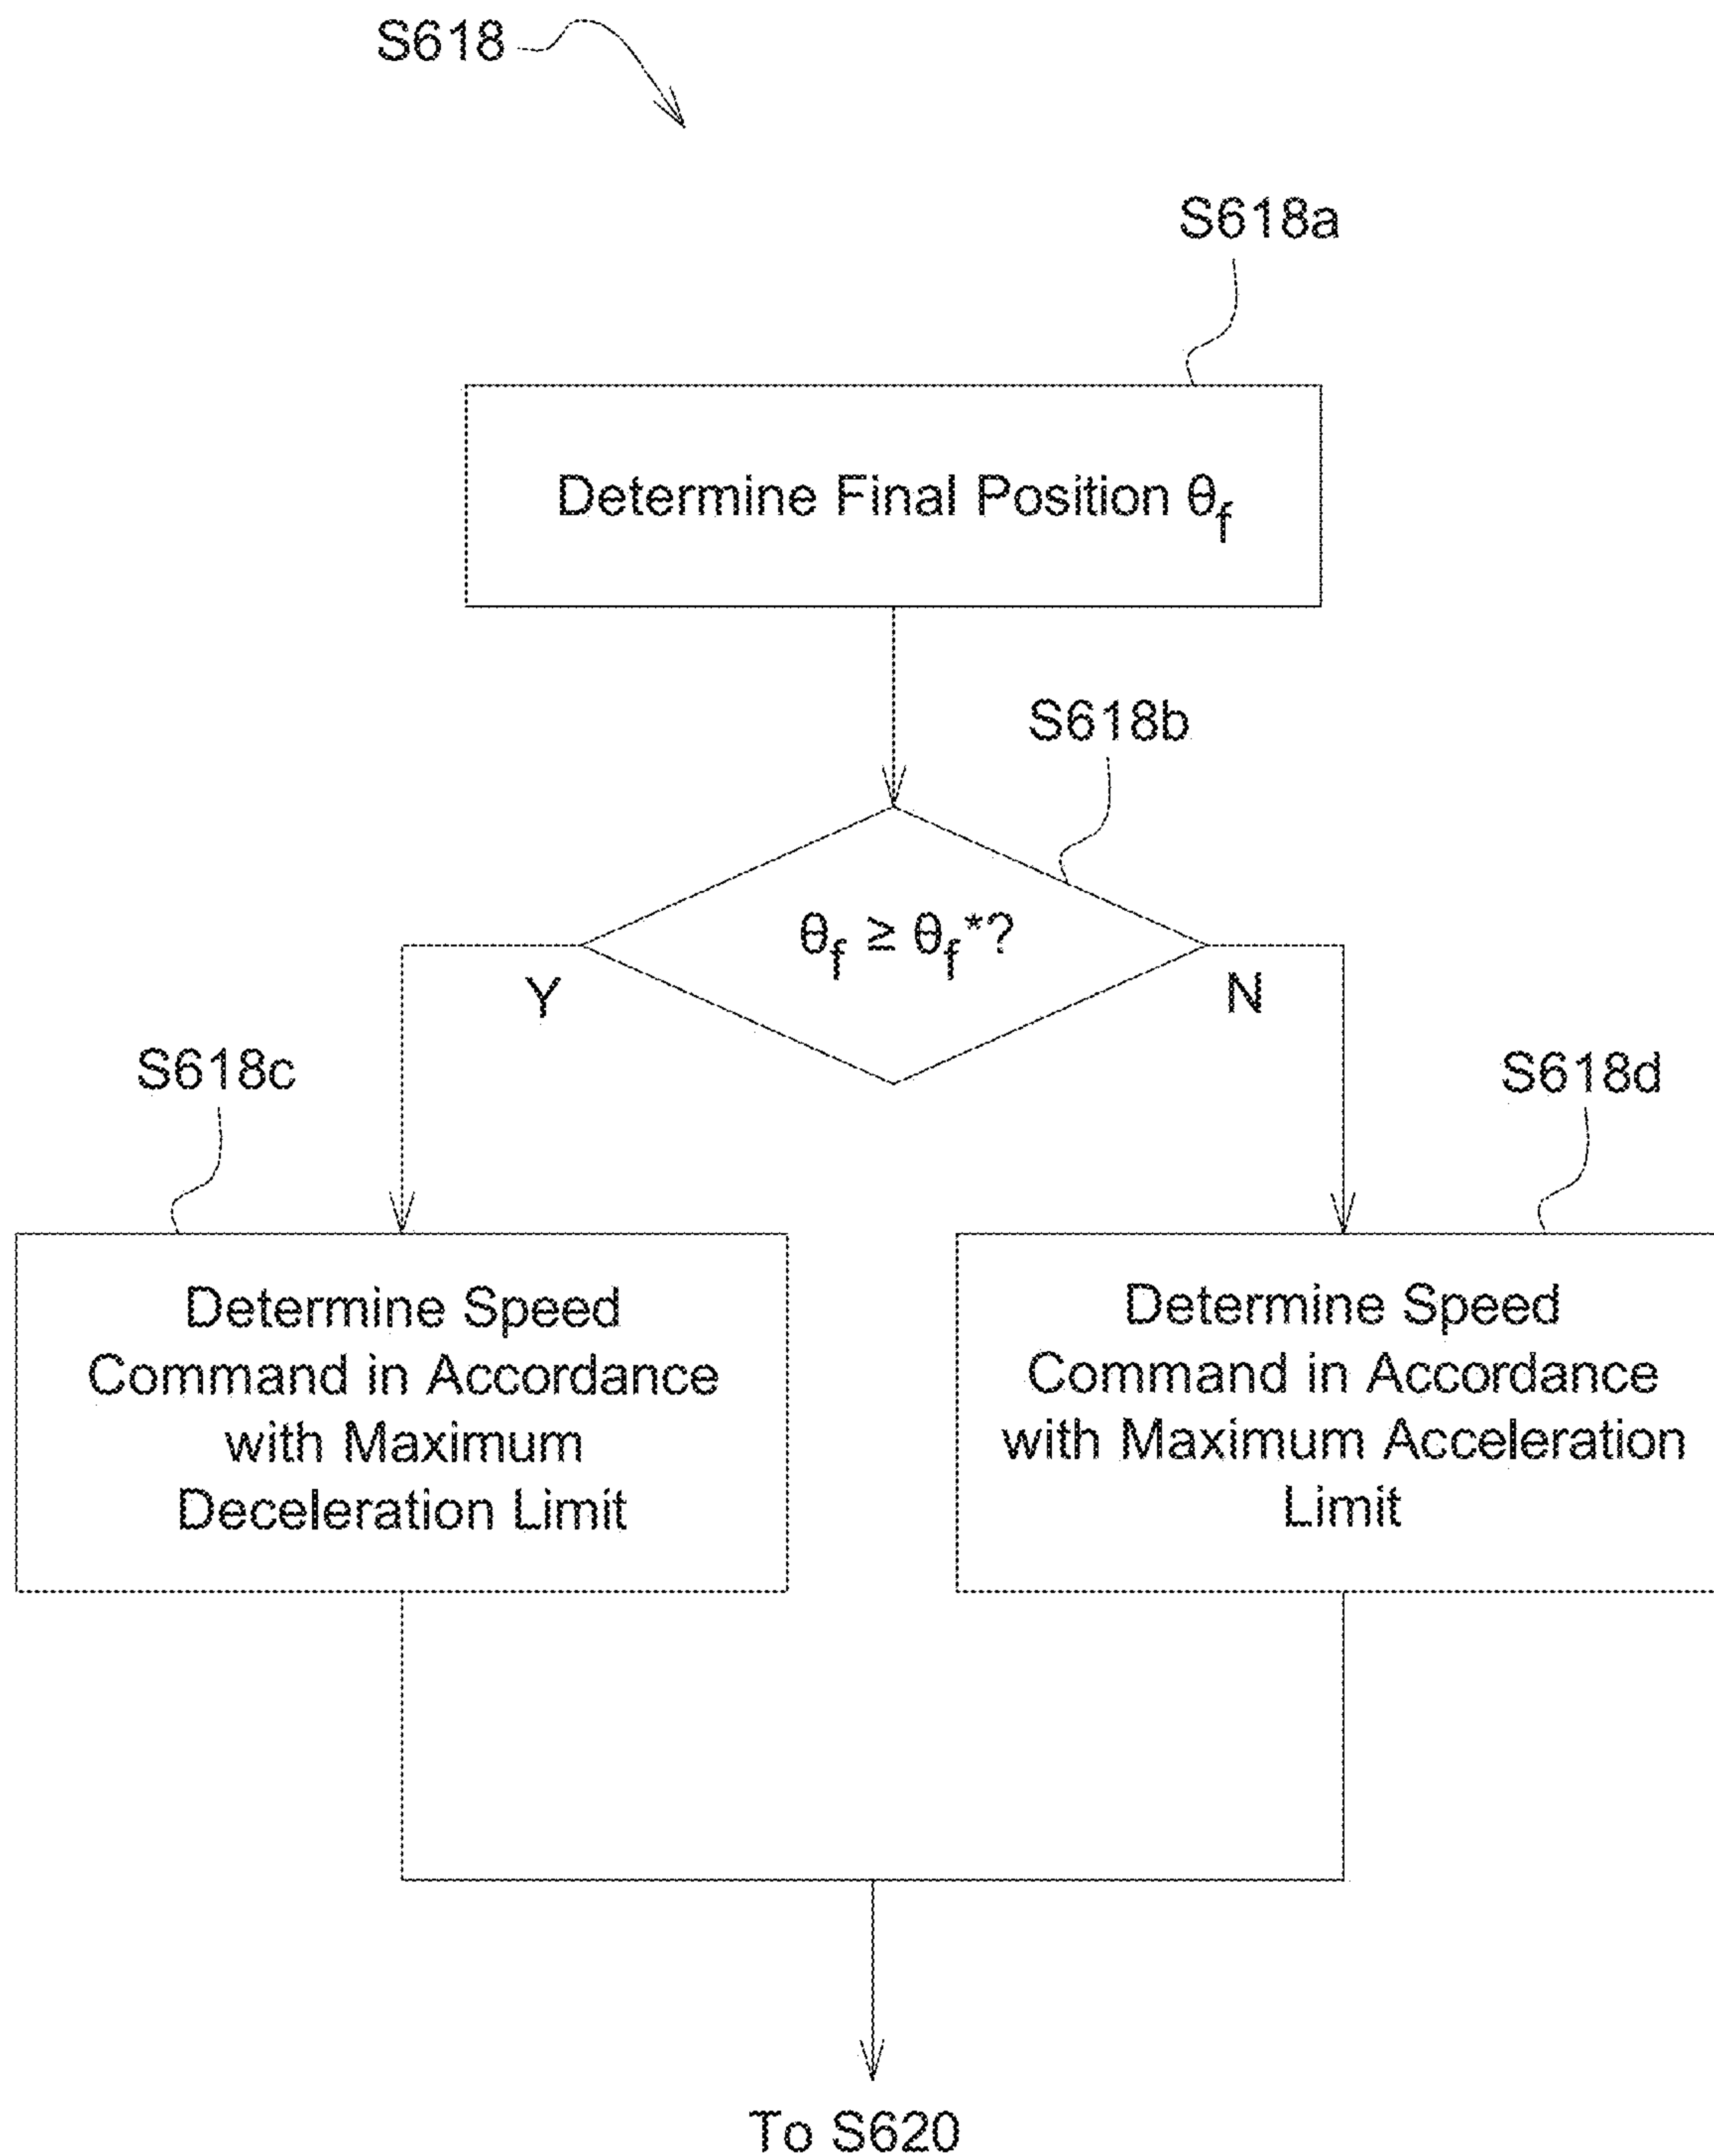 S618
S618a
Determine Final Position θf
S618b
θf ≥ θf*?
Y
N
S618c
S618d
Determine Speed
Command in Accordance
with Maximum
Deceleration Limit
Determine Speed
Command in Accordance
with Maximum Acceleration
Limit
To S620